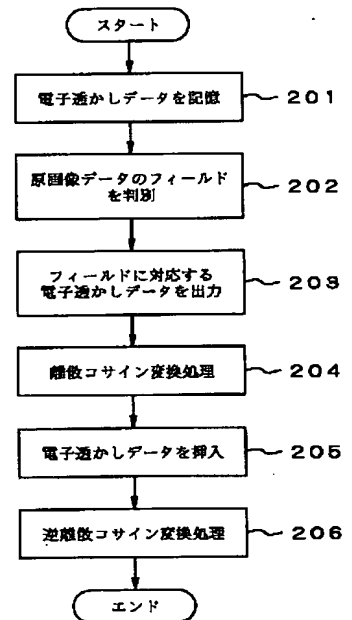 スタート
電子透かしデータを記憶
201
原画像データのフィールド
を判別
202
フィールドに対応する
電子透かしデータを出力
203
離散コサイン変換処理
204
電子透かしデータを挿入
205
逆離散コサイン変換処理
206
エンド